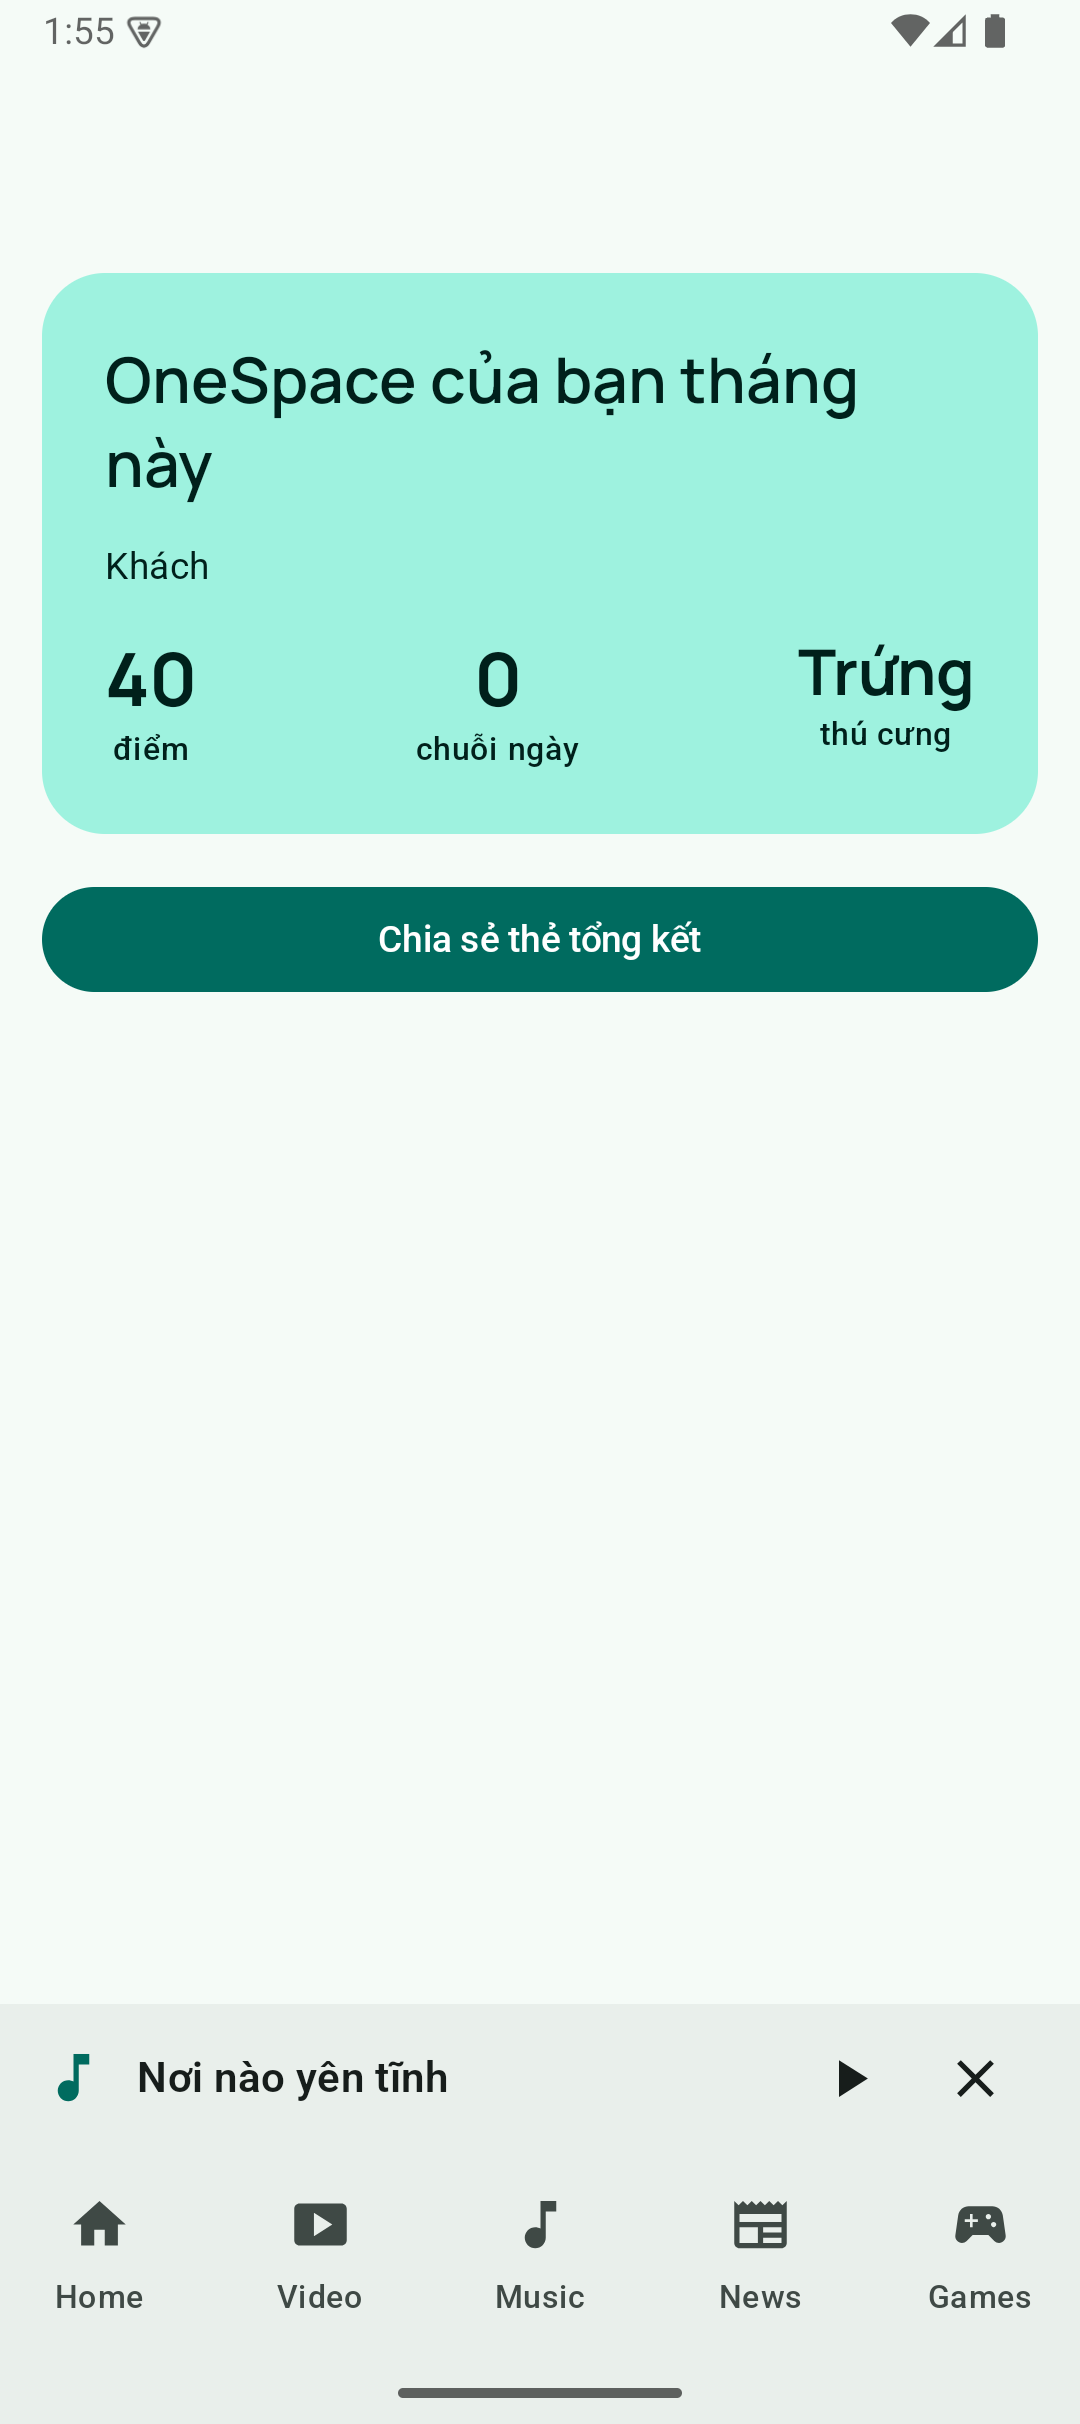 1:55
OneSpace của bạn tháng
này
Khách
40
0
Trứng
điểm
chuỗi ngày
thú cưng
Chia sẻ thẻ tổng kết
Nơi nào yên tĩnh
Home
Video
Music
News
Games